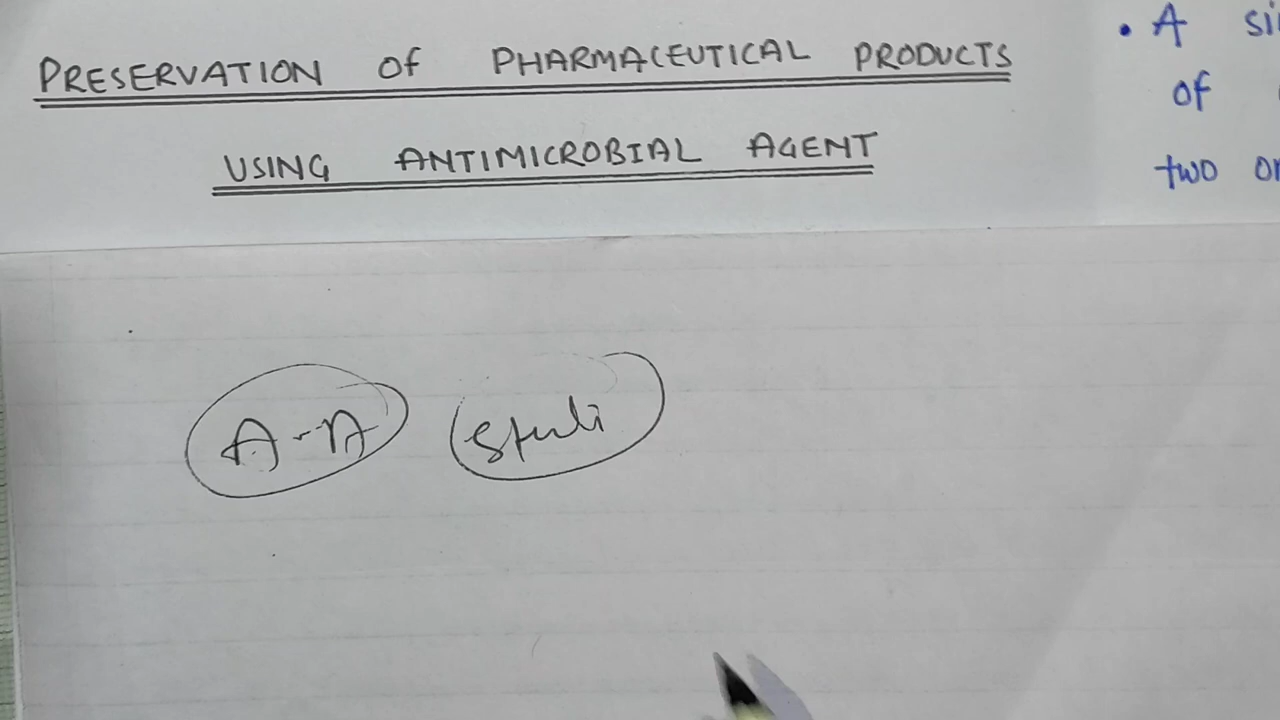 PRESERVATION Of PHARMACEUTICAL PRODUCTS
USING ANTIMICROBIAL AGENT
A-A
• A
of
two